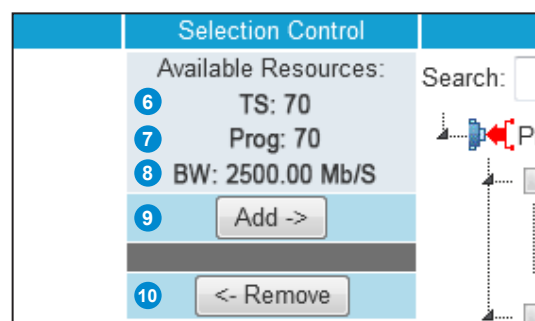 Selection Control
Available Resources:
Search:
6 TS: 70
7 Prog: 70
P
8 BW: 2500.00 Mb/S
9 Add ->
10 <- Remove